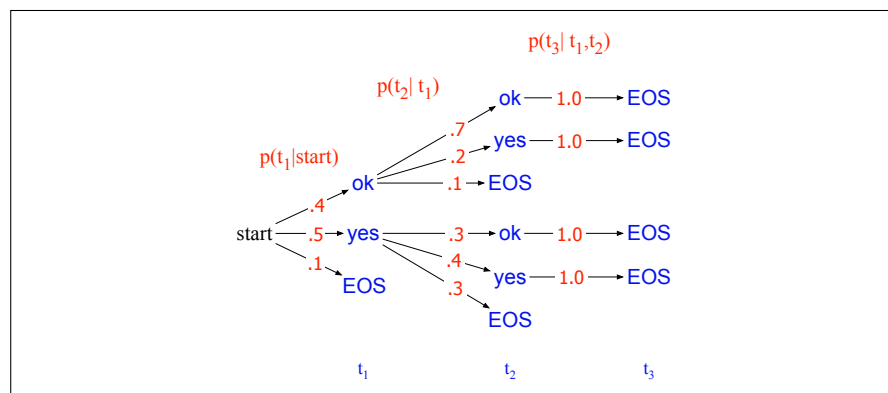 p(t3| t1,t2)
p(t2| t1)
ok 1.0 EOS
.7
yes 1.0 EOS
.2
p(t1|start)
ok .1 EOS
.4
start .5 yes .3 ok 1.0 EOS
.1
.4
yes 1.0 EOS
EOS
.3
EOS
t1 t2 t3